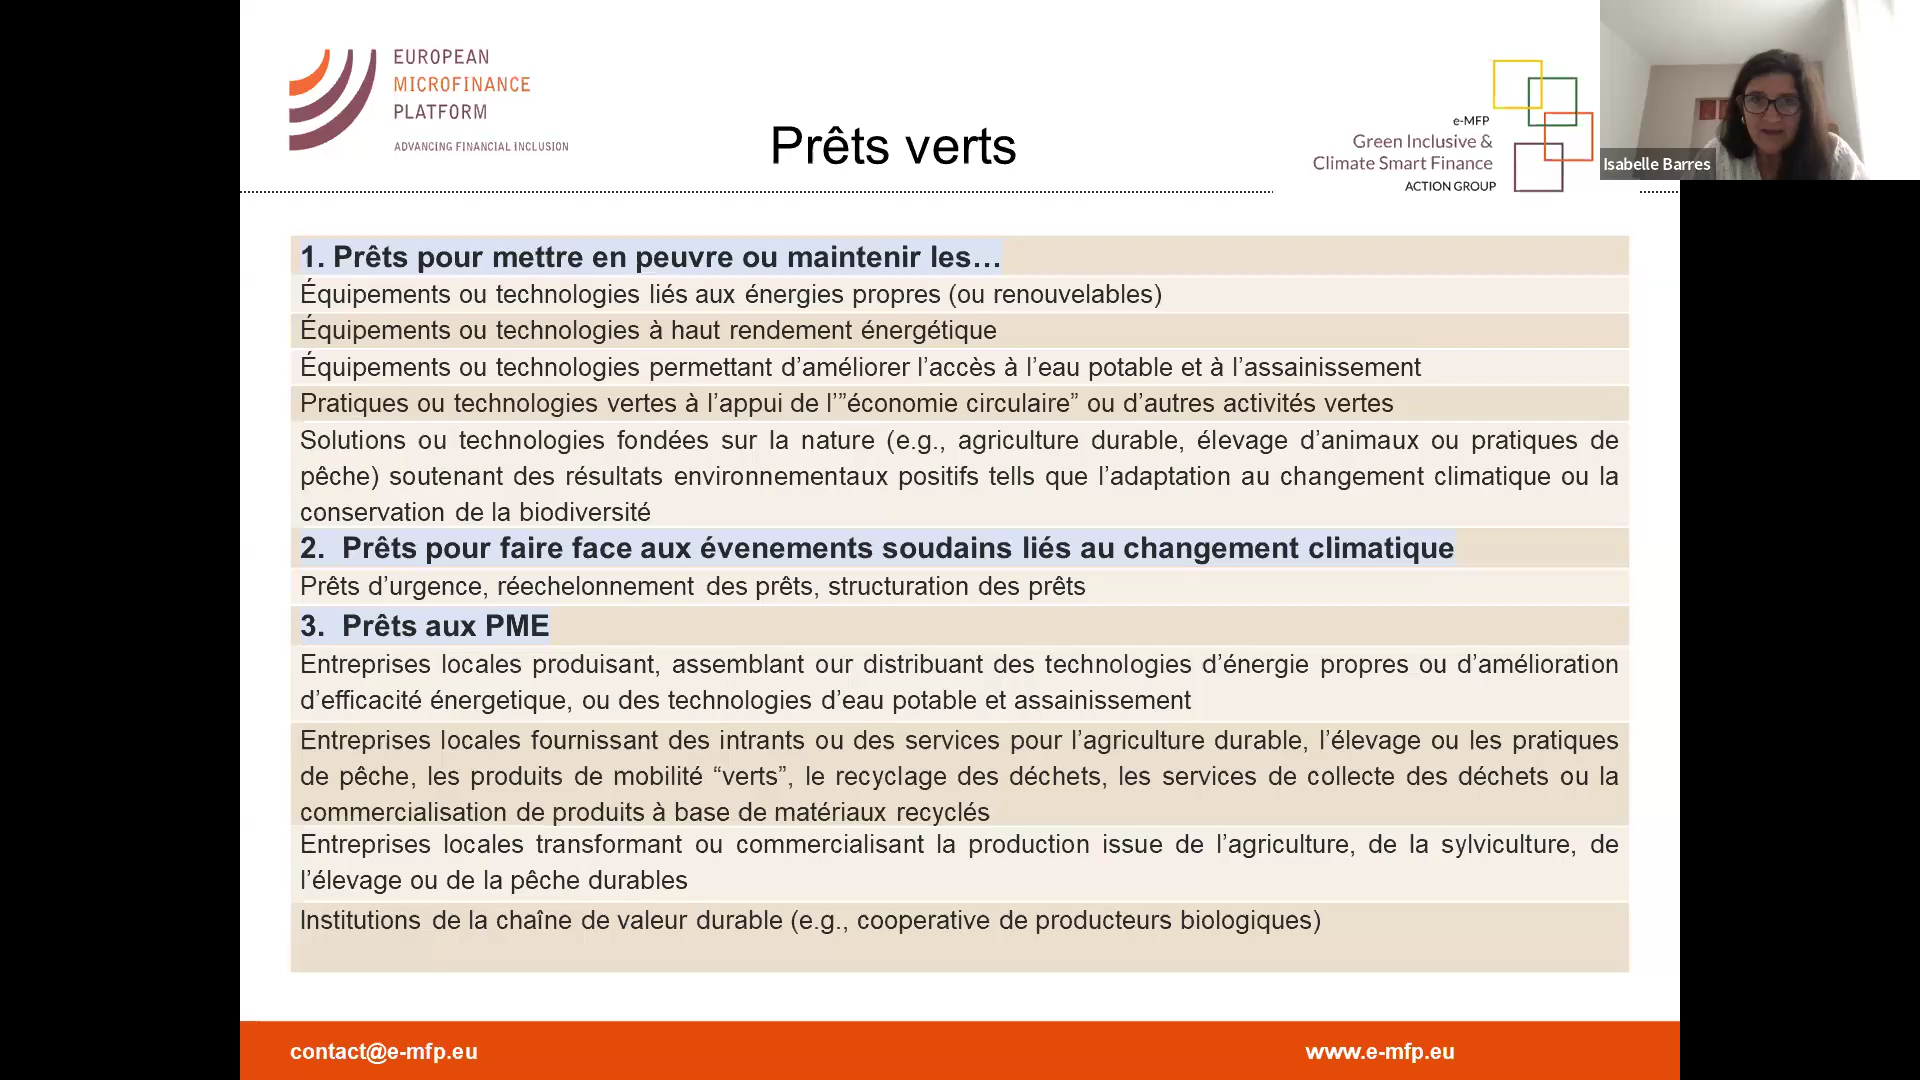 EUROPEAN
MICROFINANCE
PLATFORM
ADVANCING FINANCIAL INCLUSION
Prêts verts
e-MFP
Green Inclusive &
Climate Smart Finance
ACTION GROUP
Isabelle Barres
1. Prêts pour mettre en peuvre ou maintenir les…
Équipements ou technologies liés aux énergies propres (ou renouvelables)
Équipements ou technologies à haut rendement énergétique
Équipements ou technologies permettant d’améliorer l’accès à l’eau potable et à l’assainissement
Pratiques ou technologies vertes à l’appui de l’”économie circulaire” ou d’autres activités vertes
Solutions ou technologies fondées sur la nature (e.g., agriculture durable, élevage d’animaux ou pratiques de
pêche) soutenant des résultats environnementaux positifs tells que l’adaptation au changement climatique ou la
conservation de la biodiversité
2. Prêts pour faire face aux évenements soudains liés au changement climatique
Prêts d’urgence, réechelonnement des prêts, structuration des prêts
3. Prêts aux PME
Entreprises locales produisant, assemblant our distribuant des technologies d’énergie propres ou d’amélioration
d’efficacité énergetique, ou des technologies d’eau potable et assainissement
Entreprises locales fournissant des intrants ou des services pour l’agriculture durable, l’élevage ou les pratiques
de pêche, les produits de mobilité “verts”, le recyclage des déchets, les services de collecte des déchets ou la
commercialisation de produits à base de matériaux recyclés
Entreprises locales transformant ou commercialisant la production issue de l’agriculture, de la sylviculture, de
l’élevage ou de la pêche durables
Institutions de la chaîne de valeur durable (e.g., cooperative de producteurs biologiques)
contact@e-mfp.eu
www.e-mfp.eu